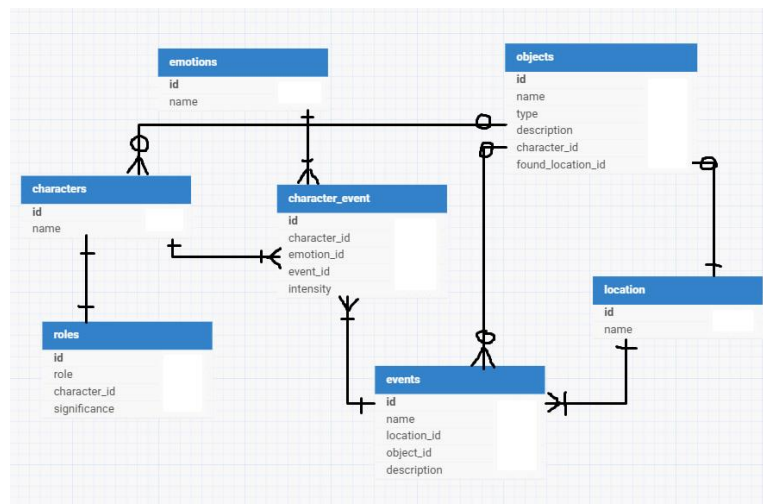 emotions
id
name
objects
id
name
type
description
character_id
found_location_id
characters
id
name
character_event
id
character_id
emotion_id
event_id
intensity
location
id
name
roles
id
role
character_id
significance
events
id
name
location_id
object_id
description